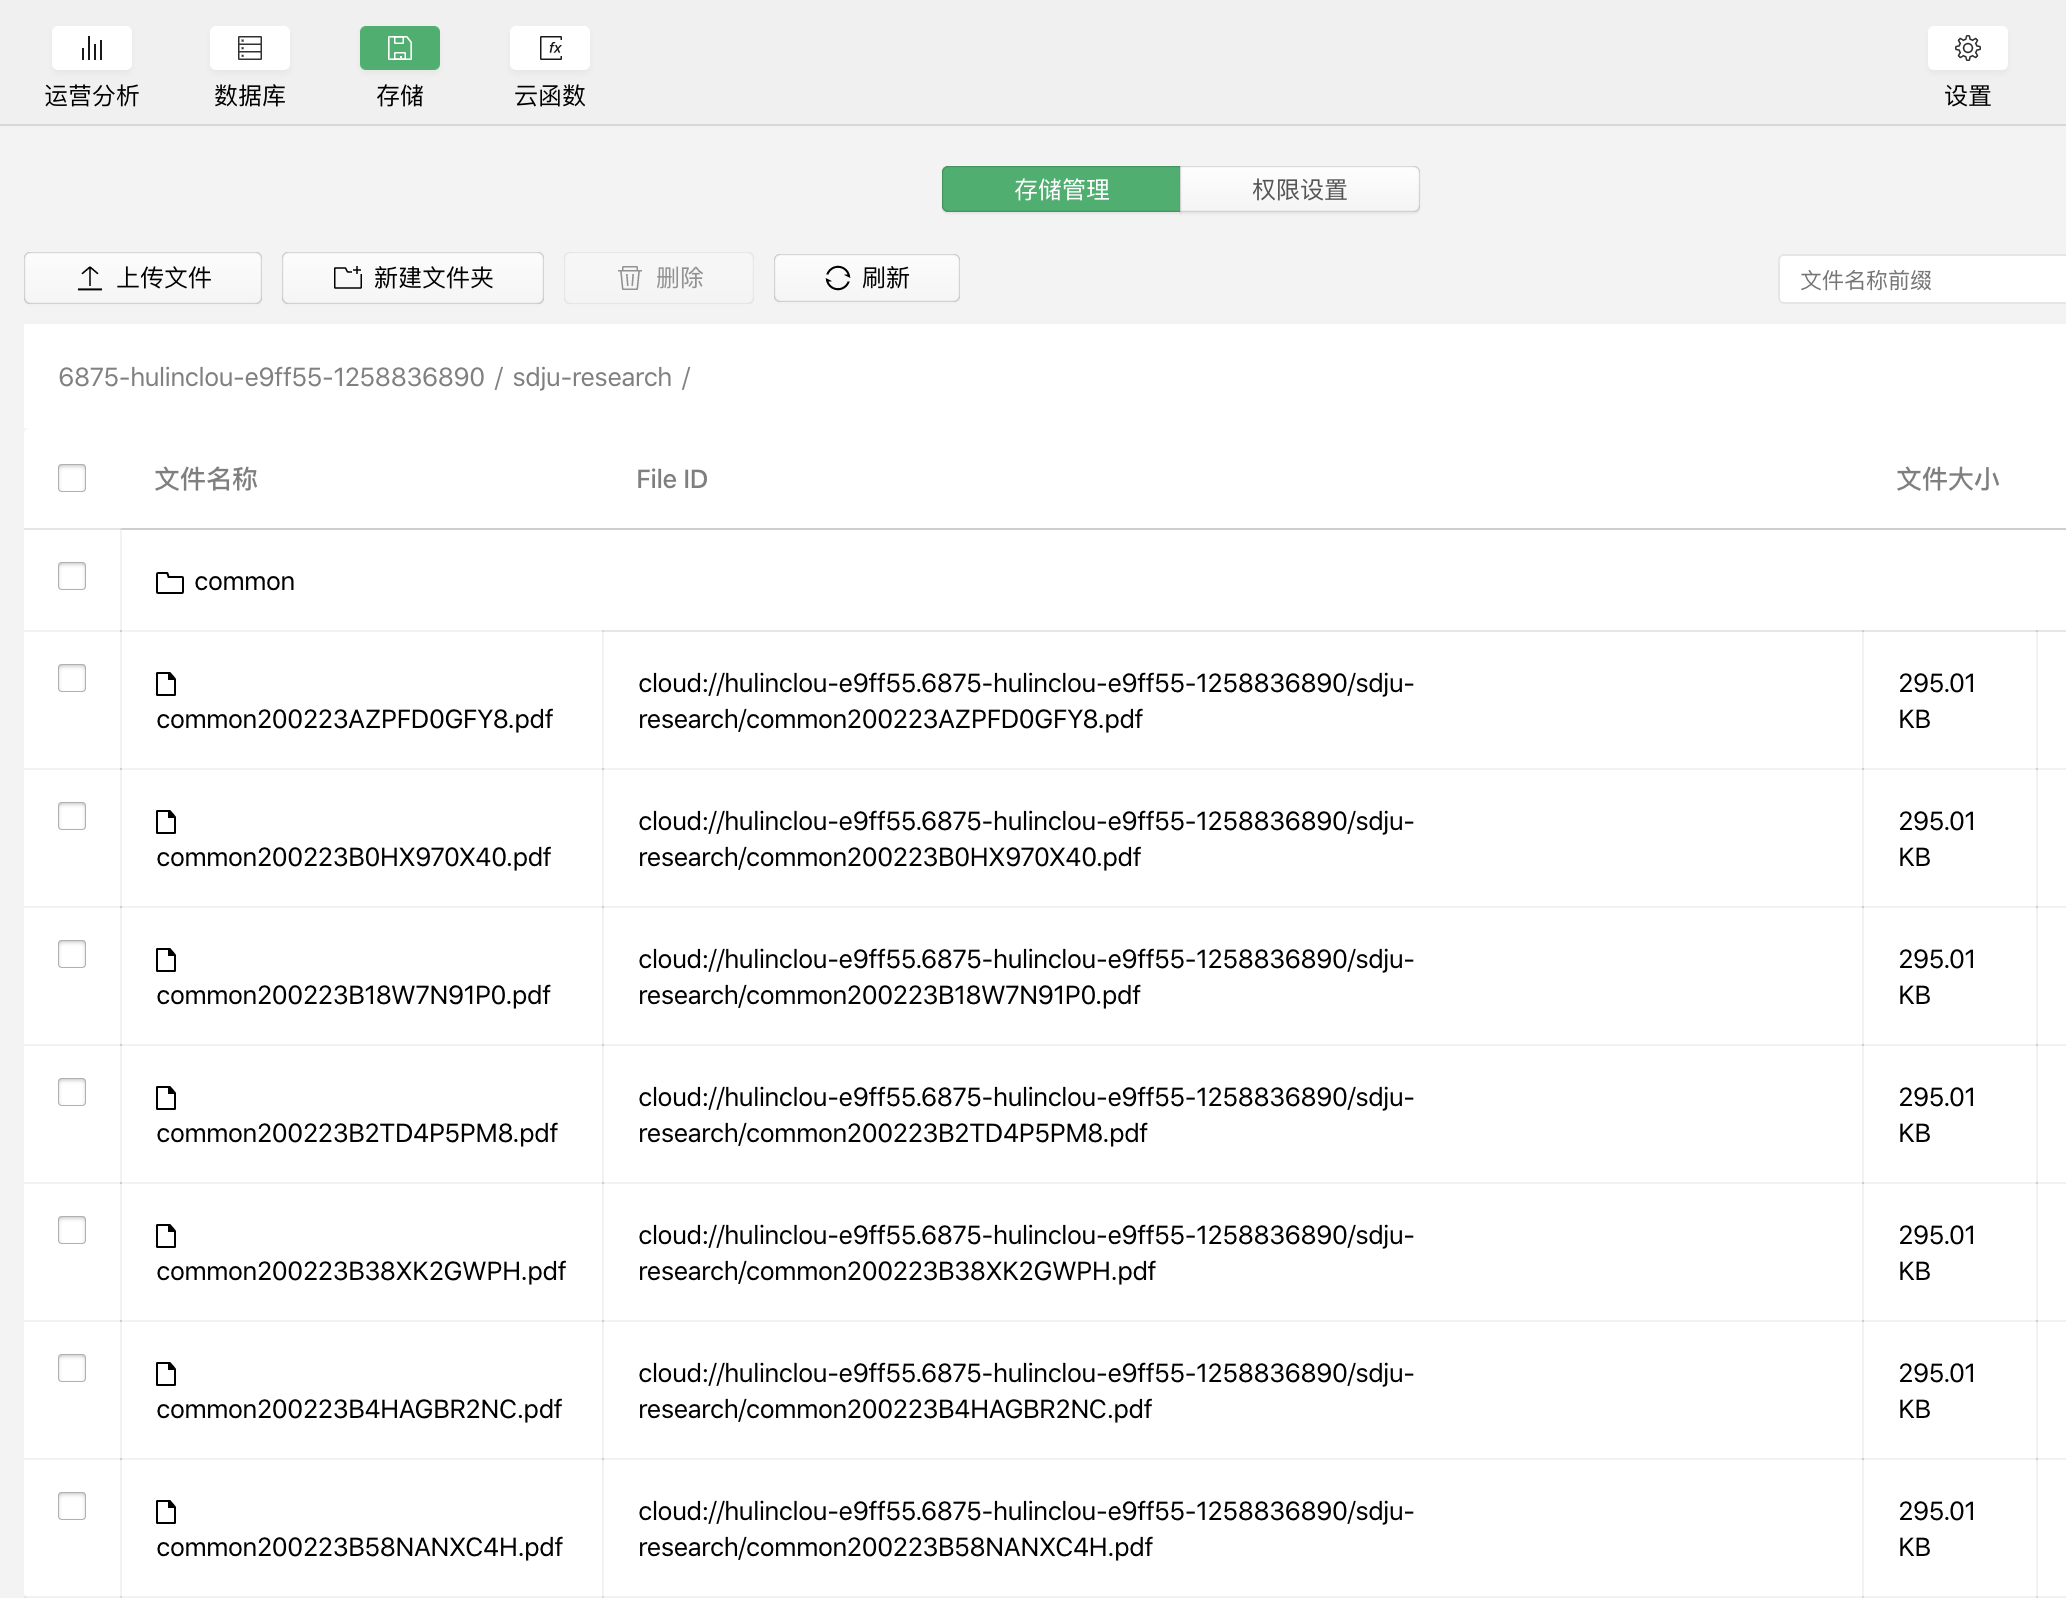 运营分析 数据库 存储 云函数 设置
存储管理 权限设置
上传文件 新建文件夹 删除 刷新 文件名称前缀
6875-hulinclou-e9ff55-1258836890 / sdju-research /
文件名称 File ID 文件大小
common
cloud://hulinclou-e9ff55.6875-hulinclou-e9ff55-1258836890/sdju- 295.01
common200223AZPFD0GFY8.pdf research/common200223AZPFD0GFY8.pdf KB
cloud://hulinclou-e9ff55.6875-hulinclou-e9ff55-1258836890/sdju- 295.01
common200223B0HX970X40.pdf research/common200223B0HX970X40.pdf KB
cloud://hulinclou-e9ff55.6875-hulinclou-e9ff55-1258836890/sdju- 295.01
common200223B18W7N91P0.pdf research/common200223B18W7N91P0.pdf KB
cloud://hulinclou-e9ff55.6875-hulinclou-e9ff55-1258836890/sdju- 295.01
common200223B2TD4P5PM8.pdf research/common200223B2TD4P5PM8.pdf KB
cloud://hulinclou-e9ff55.6875-hulinclou-e9ff55-1258836890/sdju- 295.01
common200223B38XK2GWPH.pdf research/common200223B38XK2GWPH.pdf KB
cloud://hulinclou-e9ff55.6875-hulinclou-e9ff55-1258836890/sdju- 295.01
common200223B4HAGBR2NC.pdf research/common200223B4HAGBR2NC.pdf KB
cloud://hulinclou-e9ff55.6875-hulinclou-e9ff55-1258836890/sdju- 295.01
common200223B58NANXC4H.pdf research/common200223B58NANXC4H.pdf KB